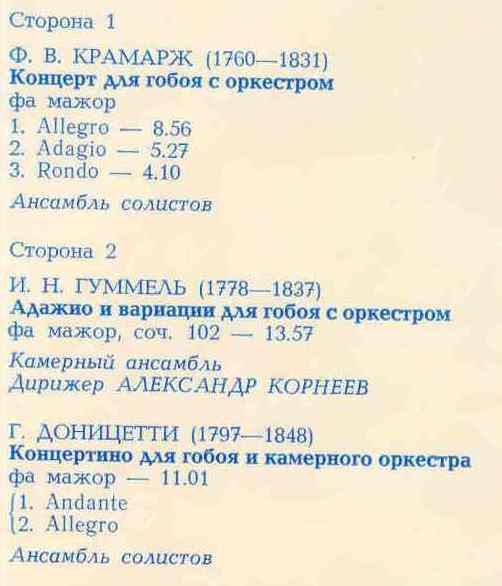 Сторона 1
Ф. В. КРАМАРЖ (1760—1831)
Концерт для гобоя с оркестром
фа мажор
1. Allegro — 8.56
2. Adagio — 5.27
3. Rondo — 4.10
Ансамбль солистов
Сторона 2
И. Н. ГУММЕЛЬ (1778—1837)
Адажио и вариации для гобоя с оркестром
фа мажор, соч. 102 — 13.57
Камерный ансамбль
Дирижер АЛЕКСАНДР КОРНЕЕВ
Г. ДОНИЦЕТТИ (1797—1848)
Концертино для гобоя и камерного оркестра
фа мажор — 11.01
1. Andante
2. Allegro
Ансамбль солистов